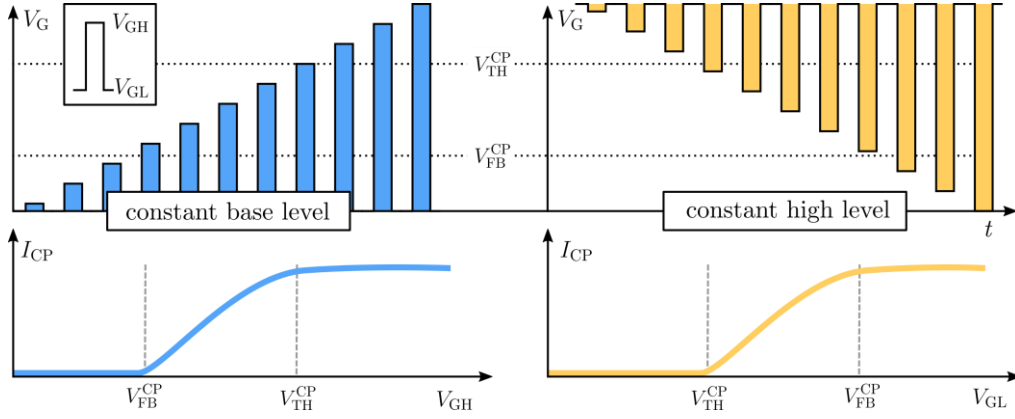 V_G
V_GH
V_GL
V_TH^CP
V_FB^CP
V_G
constant base level
constant high level
t
I_CP
V_FB^CP
V_TH^CP
V_GH
I_CP
V_TH^CP
V_FB^CP
V_GL